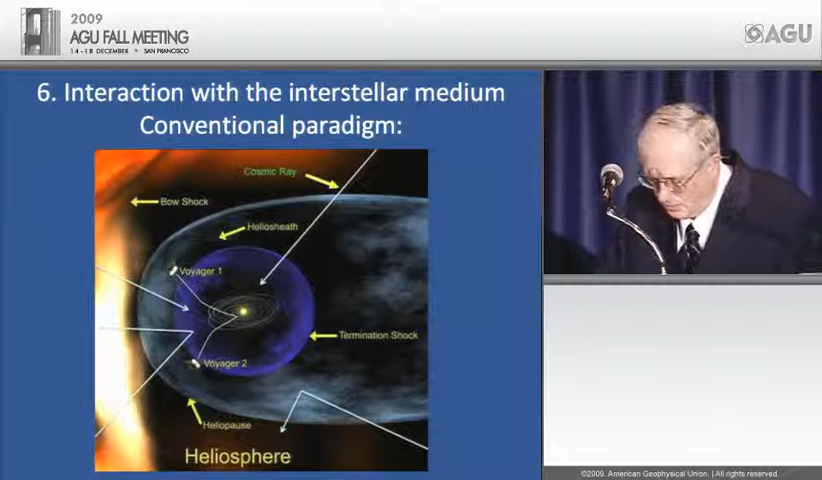 2009
AGU FALL MEETING
14-18 DECEMBER • SAN FRANCISCO
AGU
6. Interaction with the interstellar medium
Conventional paradigm:
Cosmic Ray
Bow Shock
Heliosheath
Voyager 1
Termination Shock
Voyager 2
Heliopause
Heliosphere
©2009. American Geophysical Union. | All rights reserved.